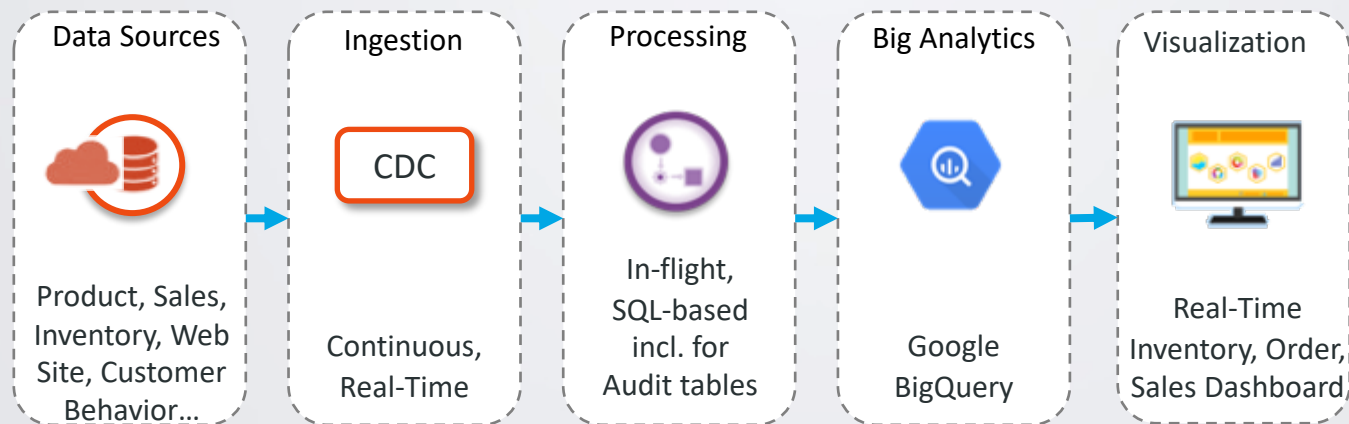 Data Sources
Product, Sales,
Inventory, Web
Site, Customer
Behavior...
Ingestion
CDC
Continuous,
Real-Time
Processing
In-flight,
SQL-based
incl. for
Audit tables
Big Analytics
Google
BigQuery
Visualization
Real-Time
Inventory, Order,
Sales Dashboard